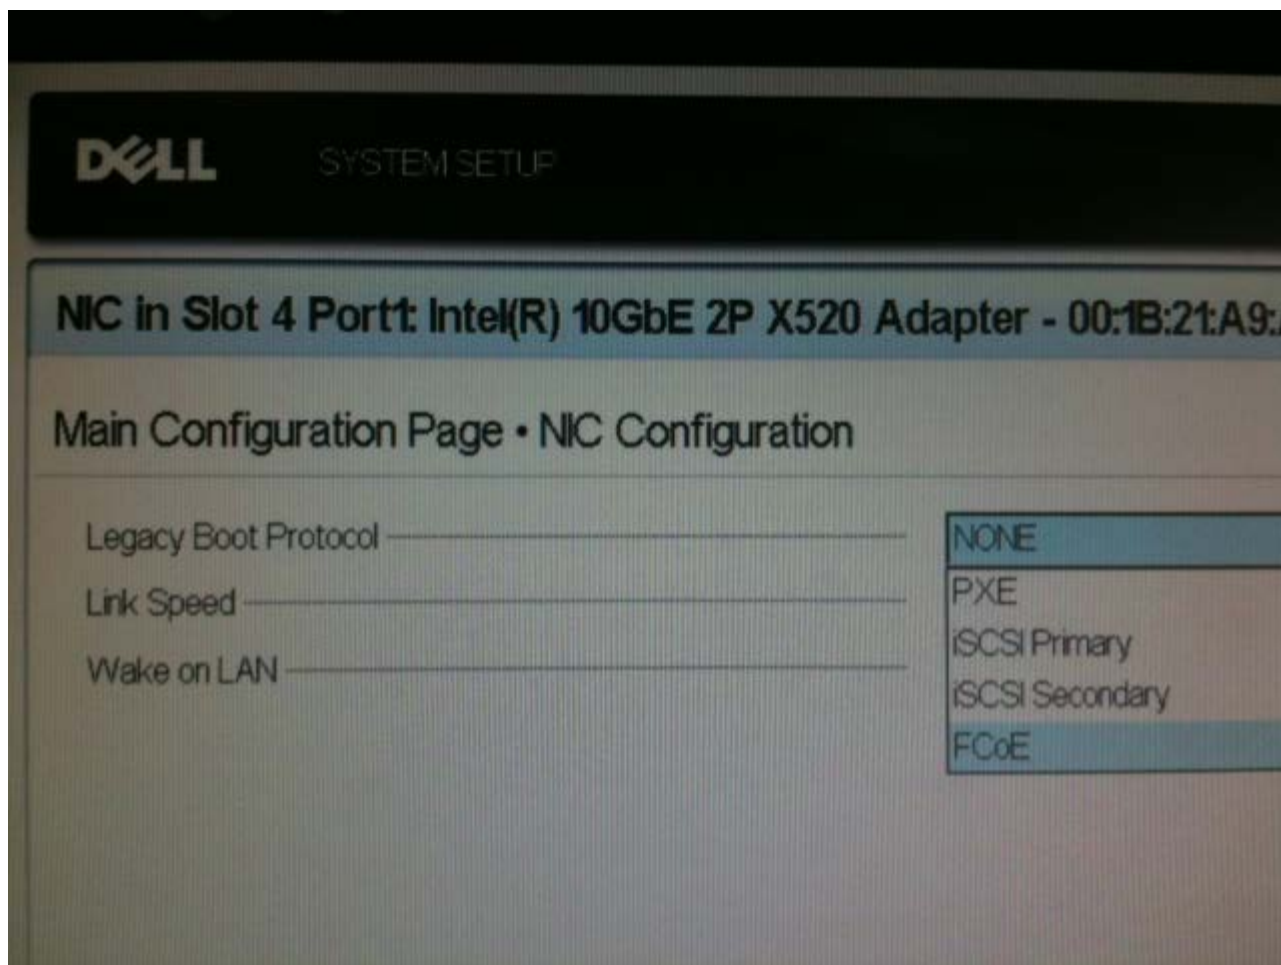 DELL SYSTEM SETUP
NIC in Slot 4 Port1: Intel(R) 10GbE 2P X520 Adapter - 00:1B:21:A9:
Main Configuration Page • NIC Configuration
Legacy Boot Protocol NONE
PXE
Link Speed
iSCSI Primary
Wake on LAN
iSCSI Secondary
FCoE